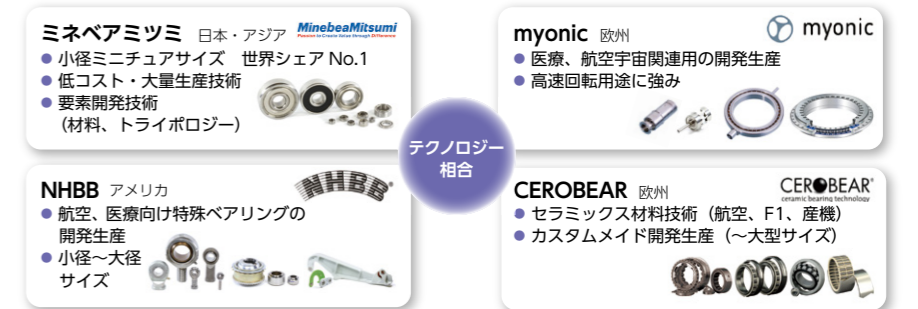 ミネベアミツミ 日本・アジア MinebeaMitsumi
Passion to Create Value through Difference
● 小径ミニチュアサイズ 世界シェア No.1
● 低コスト・大量生産技術
● 要素開発技術
（材料、トライボロジー）
myonic 欧州 myonic
● 医療、航空宇宙関連用の開発生産
● 高速回転用途に強み
テクノロジー
相合
NHBB アメリカ NHBB
● 航空、医療向け特殊ベアリングの
開発生産
● 小径～大径
サイズ
CEROBEAR 欧州 CEROBEAR
ceramic bearing technology
● セラミックス材料技術（航空、F1、産機）
● カスタムメイド開発生産（～大型サイズ）